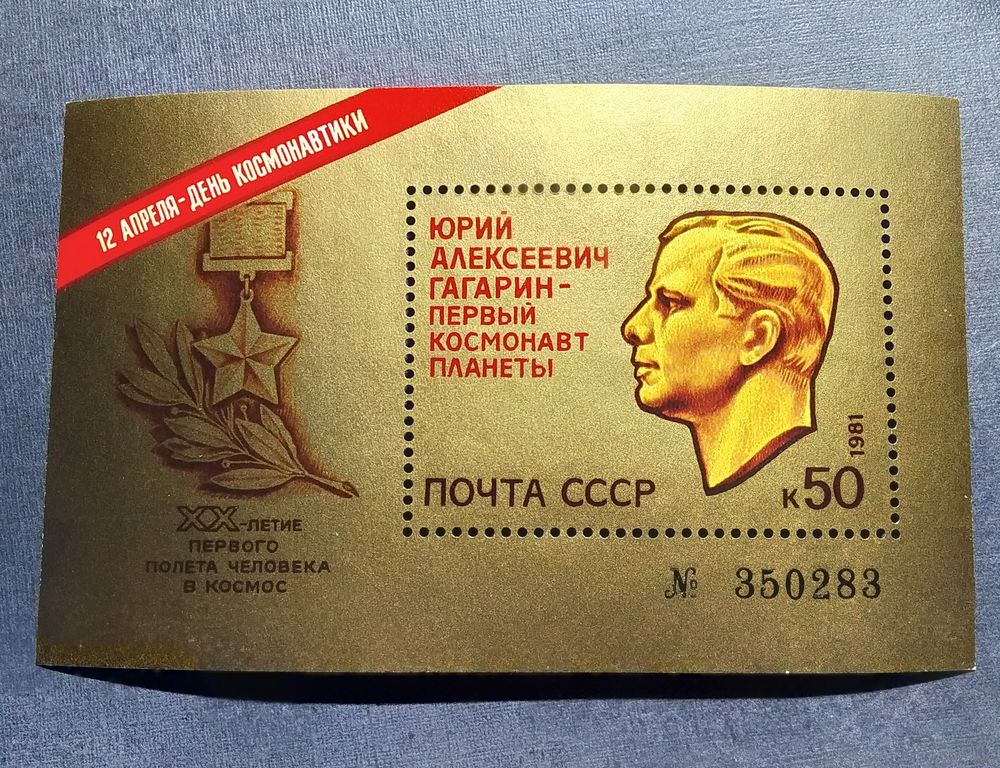 12 АПРЕЛЯ-ДЕНЬ КОСМОНАВТИКИ
ЮРИЙ
АЛЕКСЕЕВИЧ
ГАГАРИН-
ПЕРВЫЙ
КОСМОНАВТ
ПЛАНЕТЫ
1981
ПОЧТА СССР
к50
XX-ЛЕТИЕ
ПЕРВОГО
ПОЛЕТА ЧЕЛОВЕКА
В КОСМОС
№ 350283